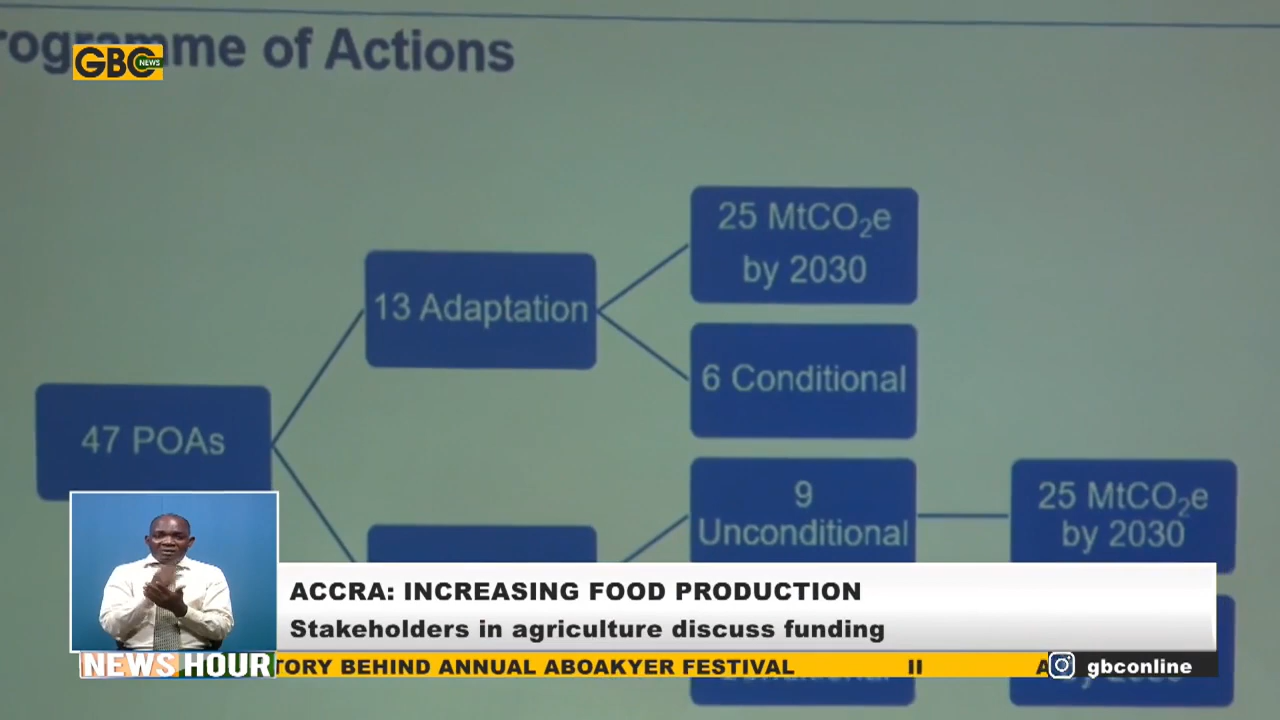 rogramme of Actions
GBC NEWS
25 MtCO₂e
by 2030
13 Adaptation
6 Conditional
47 POAs
9
Unconditional
25 MtCO₂e
by 2030
ACCRA: INCREASING FOOD PRODUCTION
Stakeholders in agriculture discuss funding
NEWS HOUR
TORY BEHIND ANNUAL ABOAKYER FESTIVAL II A
gbconline